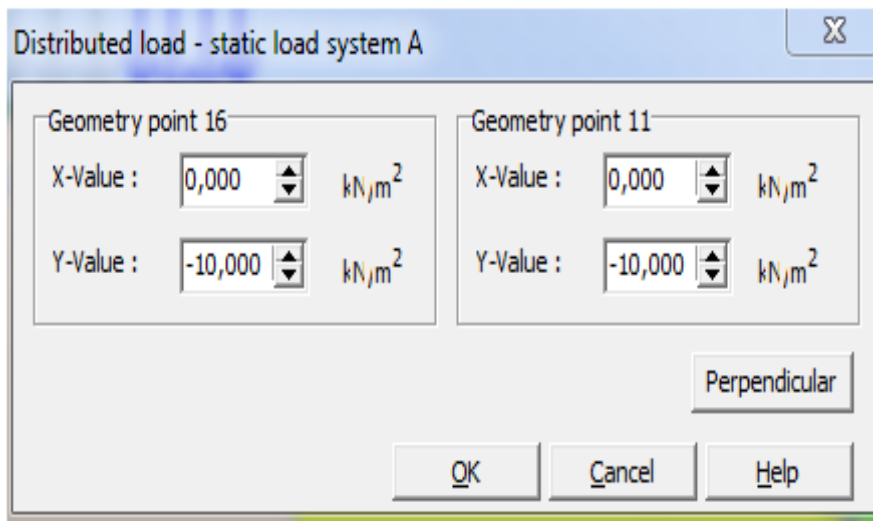 Distributed load - static load system A
Geometry point 16
X-Value : 0,000 kN/m²
Y-Value : -10,000 kN/m²
Geometry point 11
X-Value : 0,000 kN/m²
Y-Value : -10,000 kN/m²
Perpendicular
OK Cancel Help